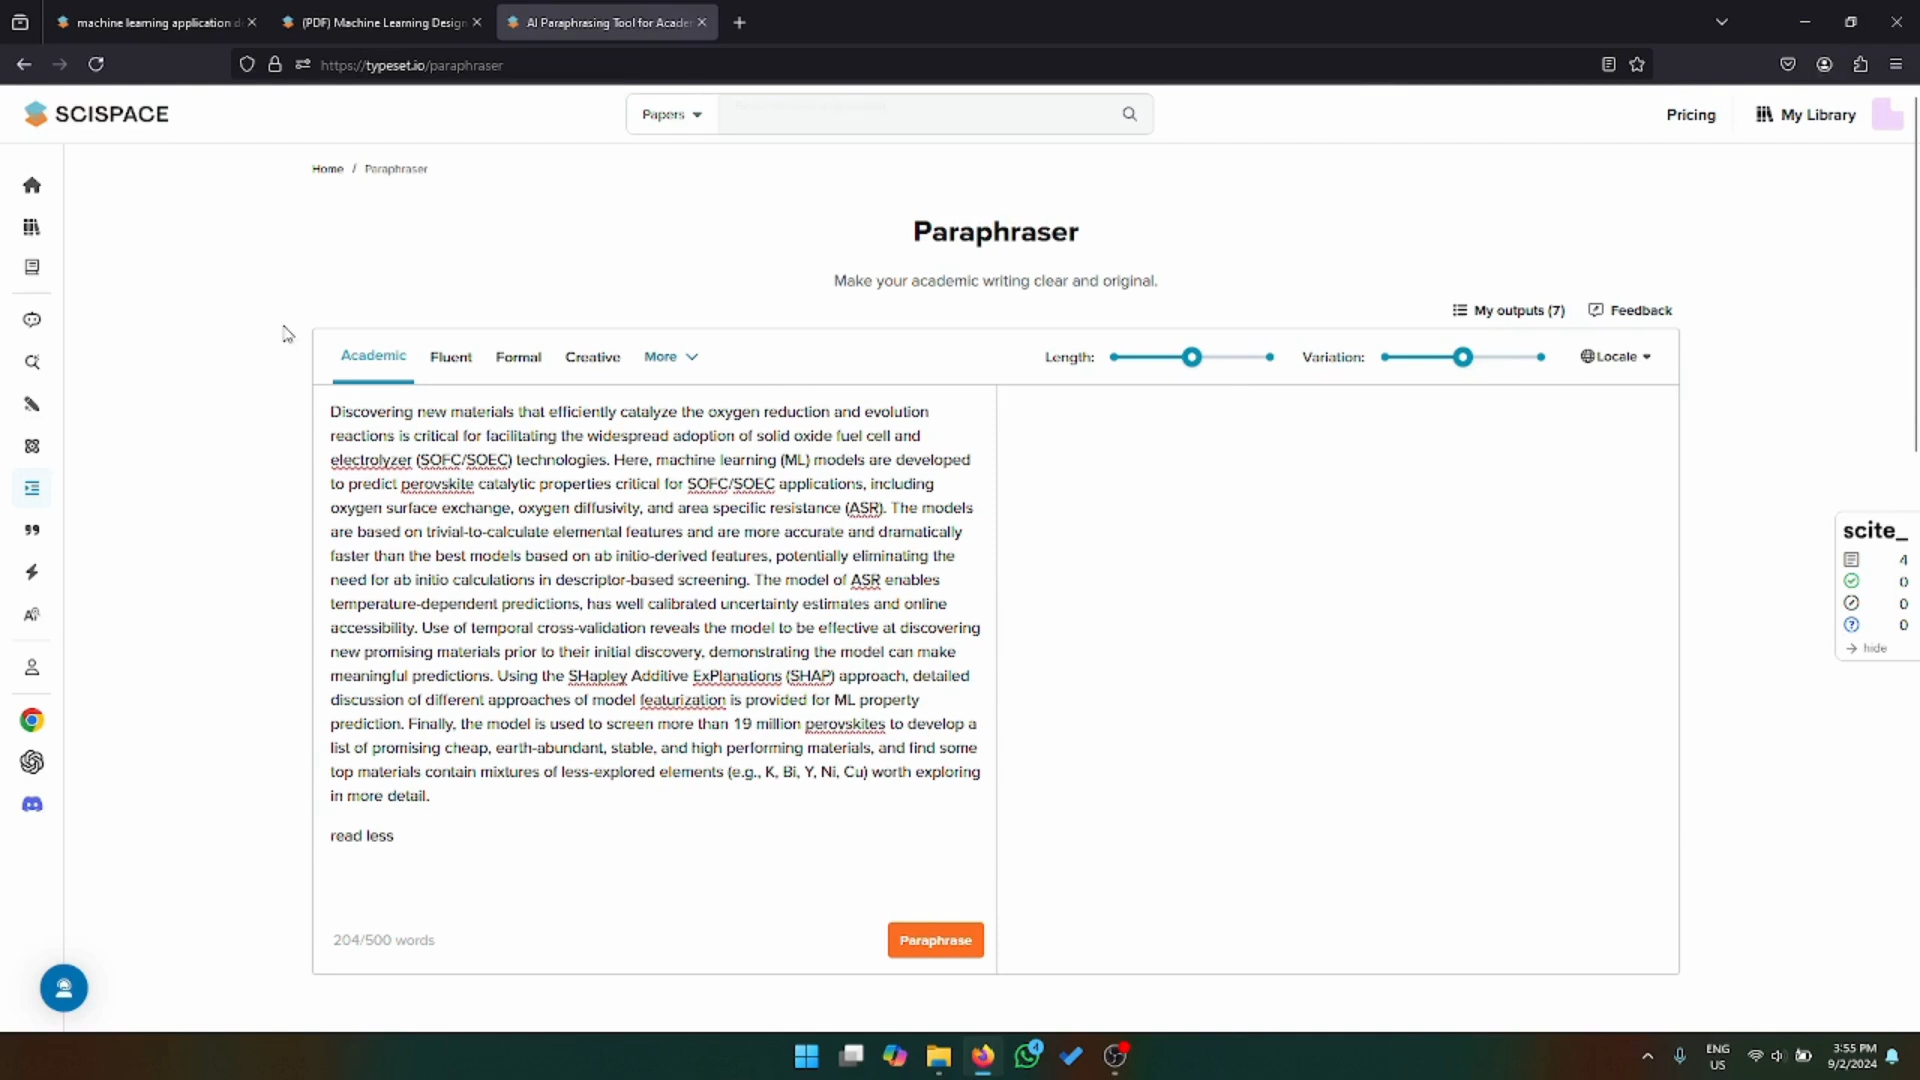 machine learning application d
(PDF) Machine Learning Design
AI Paraphrasing Tool for Acade
https://typeset.io/paraphraser
SCISPACE
Papers
Pricing
My Library
Home / Paraphraser
Paraphraser
Make your academic writing clear and original.
My outputs (7)
Feedback
Academic
Fluent
Formal
Creative
More
Length:
Variation:
Locale
Discovering new materials that efficiently catalyze the oxygen reduction and evolution
reactions is critical for facilitating the widespread adoption of solid oxide fuel cell and
electrolyzer (SOFC/SOEC) technologies. Here, machine learning (ML) models are developed
to predict perovskite catalytic properties critical for SOFC/SOEC applications, including
oxygen surface exchange, oxygen diffusivity, and area specific resistance (ASR). The models
are based on trivial-to-calculate elemental features and are more accurate and dramatically
faster than the best models based on ab initio-derived features, potentially eliminating the
need for ab initio calculations in descriptor-based screening. The model of ASR enables
temperature-dependent predictions, has well calibrated uncertainty estimates and online
accessibility. Use of temporal cross-validation reveals the model to be effective at discovering
new promising materials prior to their initial discovery, demonstrating the model can make
meaningful predictions. Using the SHapley Additive ExPlanations (SHAP) approach, detailed
discussion of different approaches of model featurization is provided for ML property
prediction. Finally, the model is used to screen more than 19 million perovskites to develop a
list of promising cheap, earth-abundant, stable, and high performing materials, and find some
top materials contain mixtures of less-explored elements (e.g., K, Bi, Y, Ni, Cu) worth exploring
in more detail.
read less
204/500 words
Paraphrase
scite_
4
0
0
0
hide
4
ENG
US
3:55 PM
9/2/2024